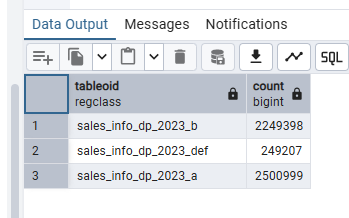 Data Output Messages Notifications
SQL
tableoid
regclass
count
bigint
1 sales_info_dp_2023_b 2249398
2 sales_info_dp_2023_def 249207
3 sales_info_dp_2023_a 2500999